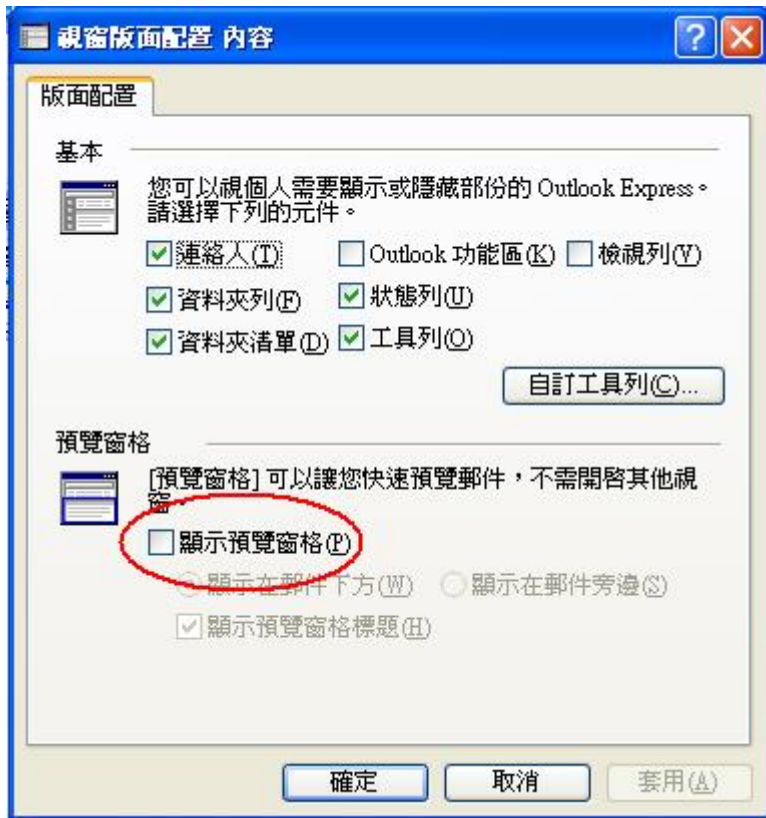 視窗版面配置 內容
版面配置
基本
您可以視個人需要顯示或隱藏部份的 Outlook Express。
請選擇下列的元件。
連絡人(T) Outlook 功能區(K) 檢視列(V)
資料夾列(F) 狀態列(U)
資料夾清單(D) 工具列(O)
自訂工具列(C)...
預覽窗格
[預覽窗格] 可以讓您快速預覽郵件，不需開啓其他視
窗。
顯示預覽窗格(P)
顯示在郵件下方(W) 顯示在郵件旁邊(S)
顯示預覽窗格標題(H)
確定 取消 套用(A)